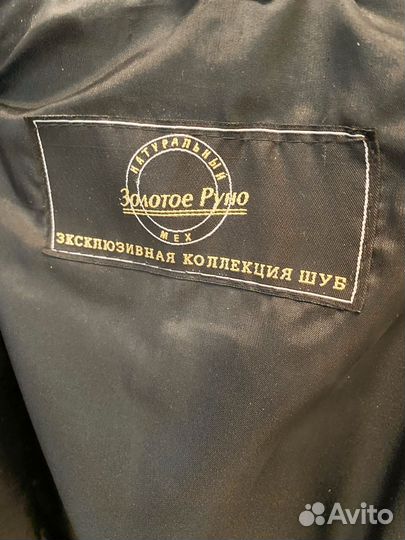 НАТУРАЛЬНЫЙ
Золотое Руно
МЕХ
ЭКСКЛЮЗИВНАЯ КОЛЛЕКЦИЯ ШУБ
Avito